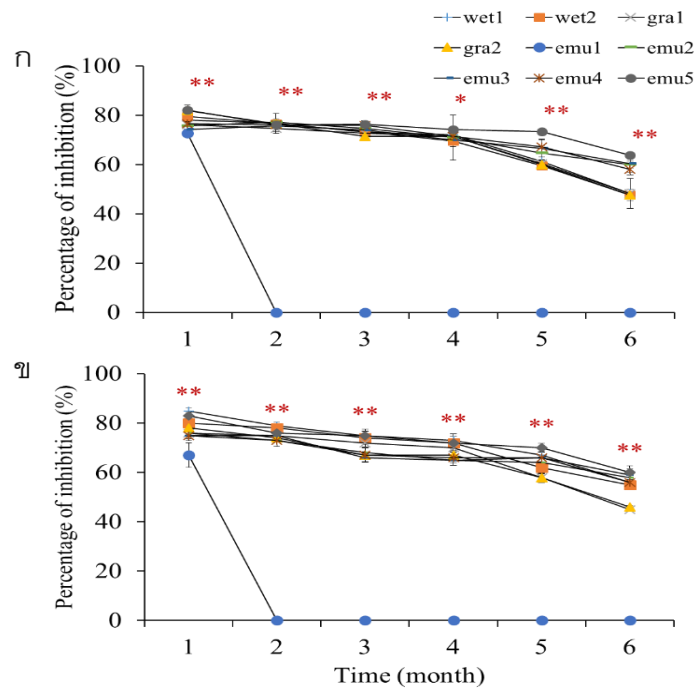 wet1 wet2 gra1
gra2 emu1 emu2
emu3 emu4 emu5
ก
Percentage of inhibition (%)
100
80
60
40
20
0
** ** ** * ** **
1 2 3 4 5 6
ข
Percentage of inhibition (%)
100
80
60
40
20
0
** ** ** ** ** **
1 2 3 4 5 6
Time (month)